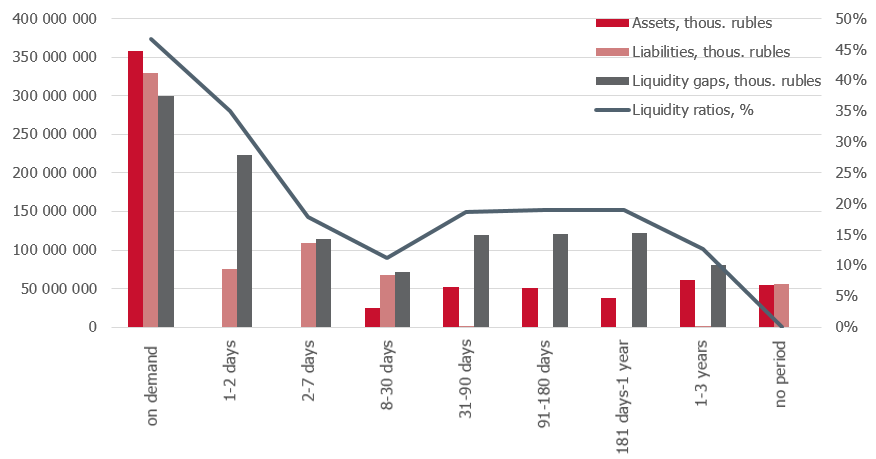 400 000 000
350 000 000
300 000 000
250 000 000
200 000 000
150 000 000
100 000 000
50 000 000
0
50%
45%
40%
35%
30%
25%
20%
15%
10%
5%
0%
Assets, thous. rubles
Liabilities, thous. rubles
Liquidity gaps, thous. rubles
Liquidity ratios, %
on demand
1-2 days
2-7 days
8-30 days
31-90 days
91-180 days
181 days-1 year
1-3 years
no period